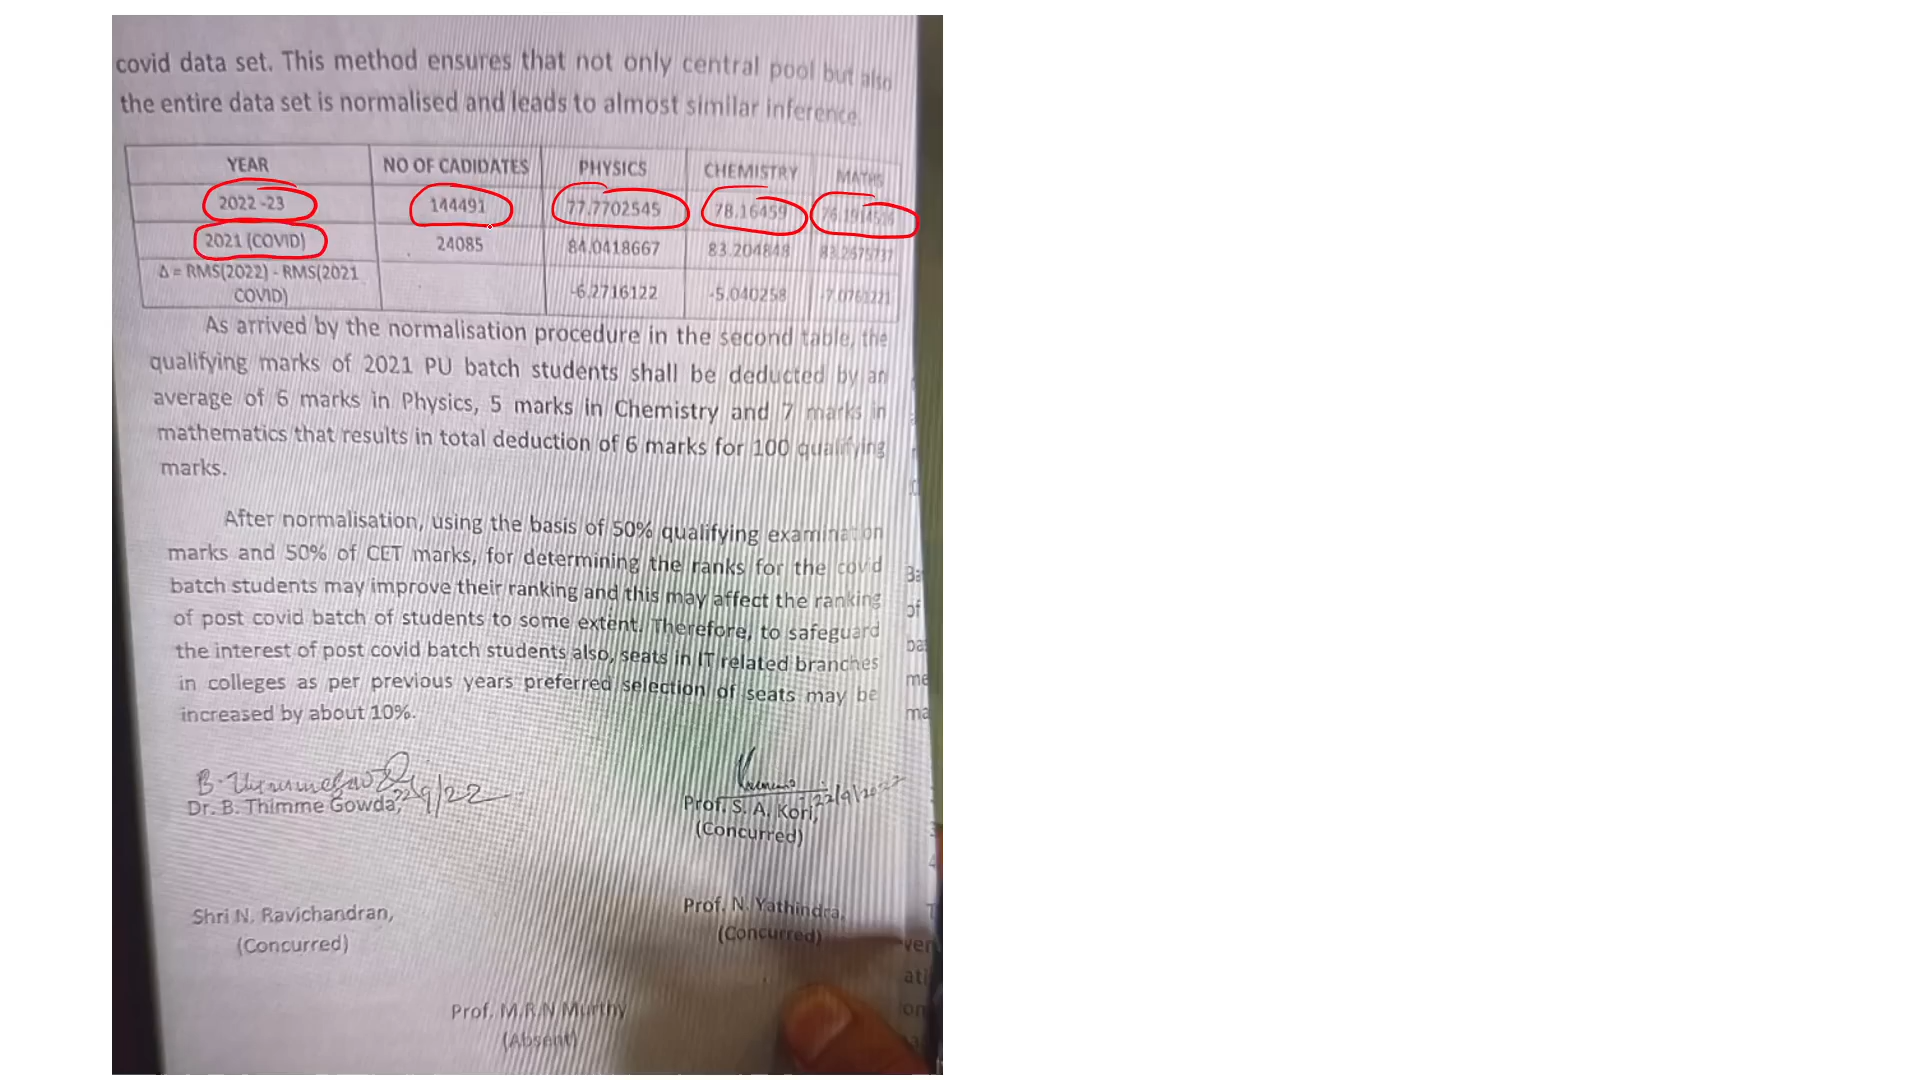 covid data set. This method ensures that not only central pool but also
the entire data set is normalised and leads to almost similar inference.
YEAR NO OF CADIDATES PHYSICS CHEMISTRY MATHS
2022 -23 144491 77.7702545 78.16459
2021 (COVID) 24085 84.0418667 83.204848
Δ = RMS(2022) - RMS(2021
COVID) -6.2716122 -5.040258 -7.0761221
As arrived by the normalisation procedure in the second table, the
qualifying marks of 2021 PU batch students shall be deducted by an
average of 6 marks in Physics, 5 marks in Chemistry and 7 marks in
mathematics that results in total deduction of 6 marks for 100 qualifying
marks.
After normalisation, using the basis of 50% qualifying examination
marks and 50% of CET marks, for determining the ranks for the covid
batch students may improve their ranking and this may affect the ranking
of post covid batch of students to some extent. Therefore, to safeguard
the interest of post covid batch students also, seats in IT related branches
in colleges as per previous years preferred selection of seats may be
increased by about 10%.
B. Thimmegowda 22/9/22
Dr. B. Thimme Gowda,
22/9/2022
Prof. S. A. Kori,
(Concurred)
Shri N. Ravichandran,
(Concurred)
Prof. N. Yathindra,
(Concurred)
Prof. M.R.N Murthy
(Absent)